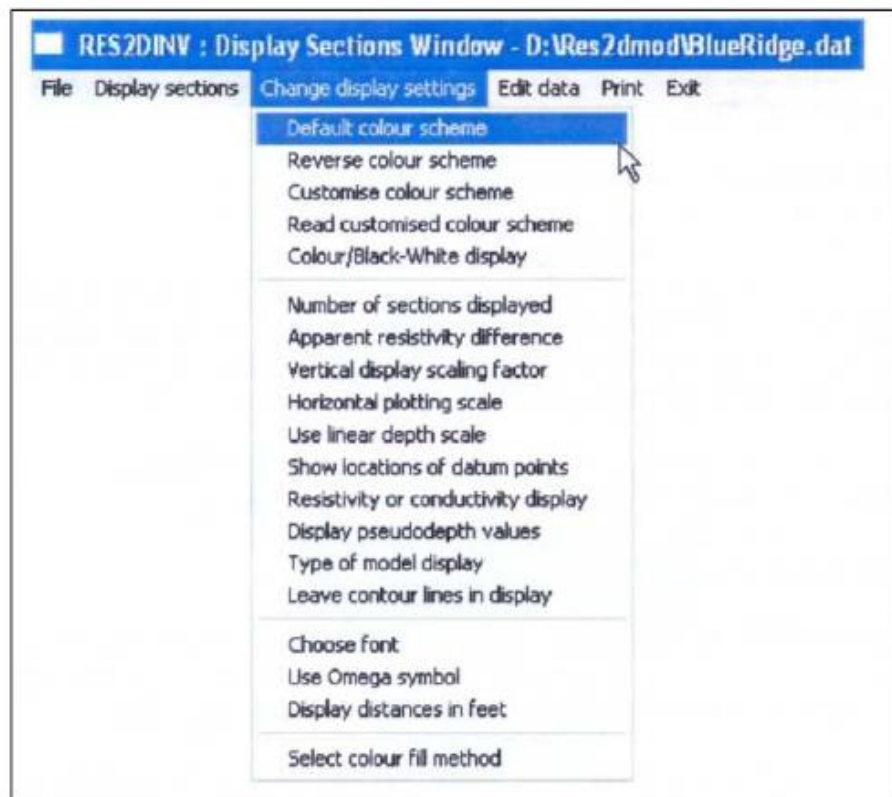 RES2DINV : Display Sections Window - D:\Res2dmod\BlueRidge.dat
File Display sections Change display settings Edit data Print Exit
Default colour scheme
Reverse colour scheme
Customise colour scheme
Read customised colour scheme
Colour/Black-White display
Number of sections displayed
Apparent resistivity difference
Vertical display scaling factor
Horizontal plotting scale
Use linear depth scale
Show locations of datum points
Resistivity or conductivity display
Display pseudodepth values
Type of model display
Leave contour lines in display
Choose font
Use Omega symbol
Display distances in feet
Select colour fill method